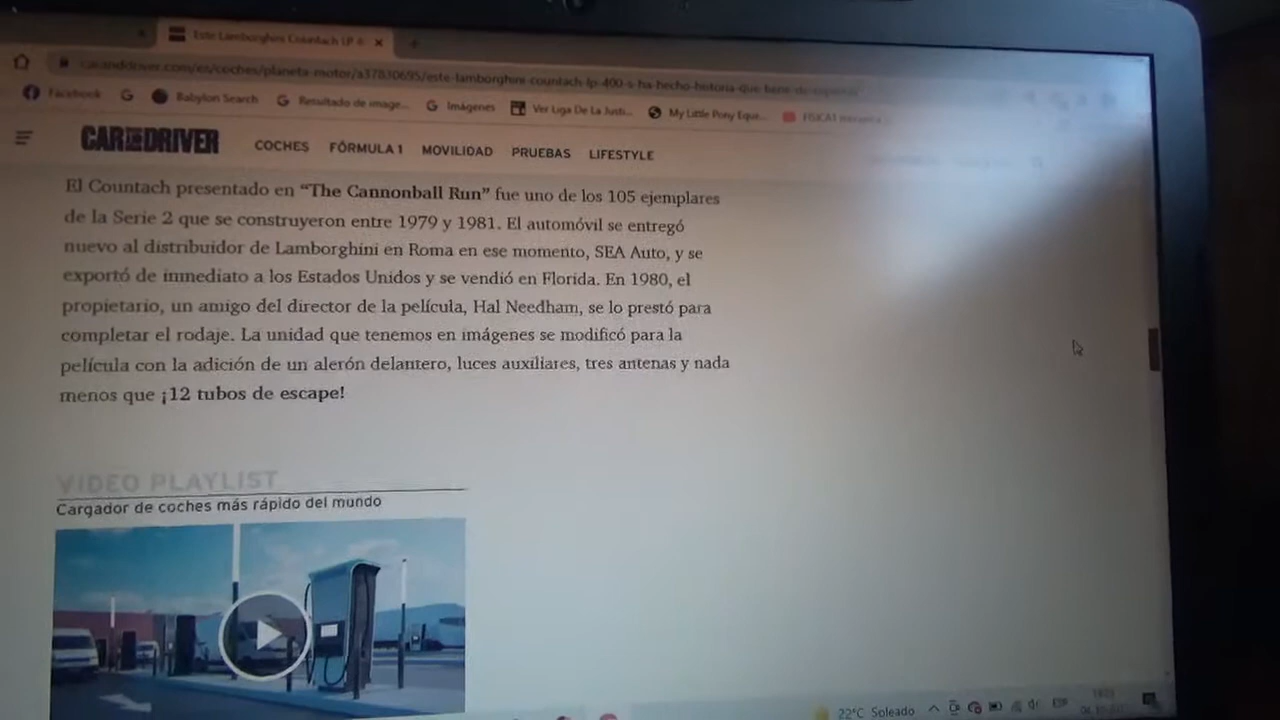 Este Lamborghini Countach LP 4
caranddriver.com/es/coches/planeta-motor/a37830695/este-lamborghini-countach-lp-400-s-ha-hecho-historia-que
Facebook
Babylon Search
Resultado de image...
Imágenes
Ver Liga De La Justi...
My Little Pony Eque...
CAR AND DRIVER
COCHES FÓRMULA 1 MOVILIDAD PRUEBAS LIFESTYLE
El Countach presentado en “The Cannonball Run” fue uno de los 105 ejemplares
de la Serie 2 que se construyeron entre 1979 y 1981. El automóvil se entregó
nuevo al distribuidor de Lamborghini en Roma en ese momento, SEA Auto, y se
exportó de inmediato a los Estados Unidos y se vendió en Florida. En 1980, el
propietario, un amigo del director de la película, Hal Needham, se lo prestó para
completar el rodaje. La unidad que tenemos en imágenes se modificó para la
película con la adición de un alerón delantero, luces auxiliares, tres antenas y nada
menos que ¡12 tubos de escape!
VIDEO PLAYLIST
Cargador de coches más rápido del mundo
22°C Soleado